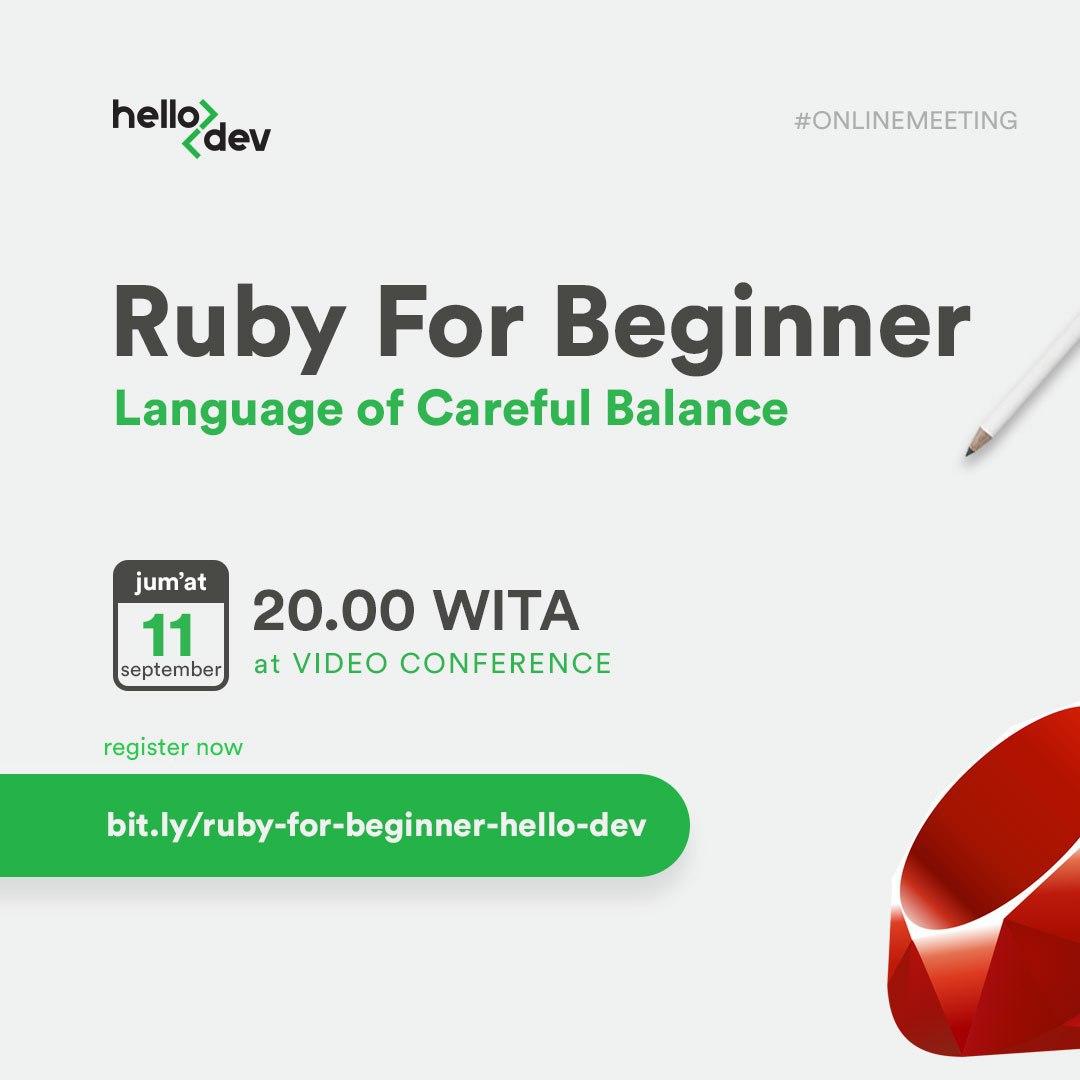 hello
dev
#ONLINEMEETING
Ruby For Beginner
Language of Careful Balance
jum’at
11
september
20.00 WITA
at VIDEO CONFERENCE
register now
bit.ly/ruby-for-beginner-hello-dev